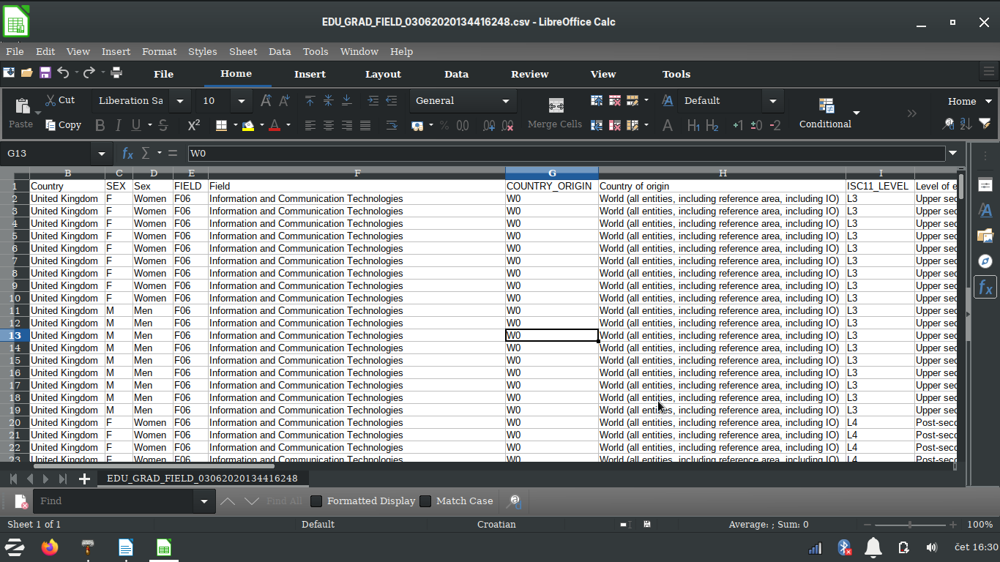 EDU_GRAD_FIELD_03062020134416248.csv - LibreOffice Calc
File Edit View Insert Format Styles Sheet Data Tools Window Help
File Home Insert Layout Data Review View Tools
Cut Liberation Sa 10 General Default Home
Paste Copy Merge Cells Conditional
G13 W0
B C D E F G H I
1 Country SEX Sex FIELD Field COUNTRY_ORIGIN Country of origin ISC11_LEVEL Level of e
2 United Kingdom F Women F06 Information and Communication Technologies W0 World (all entities, including reference area, including IO) L3 Upper sec
3 United Kingdom F Women F06 Information and Communication Technologies W0 World (all entities, including reference area, including IO) L3 Upper sec
4 United Kingdom F Women F06 Information and Communication Technologies W0 World (all entities, including reference area, including IO) L3 Upper sec
5 United Kingdom F Women F06 Information and Communication Technologies W0 World (all entities, including reference area, including IO) L3 Upper sec
6 United Kingdom F Women F06 Information and Communication Technologies W0 World (all entities, including reference area, including IO) L3 Upper sec
7 United Kingdom F Women F06 Information and Communication Technologies W0 World (all entities, including reference area, including IO) L3 Upper sec
8 United Kingdom F Women F06 Information and Communication Technologies W0 World (all entities, including reference area, including IO) L3 Upper sec
9 United Kingdom F Women F06 Information and Communication Technologies W0 World (all entities, including reference area, including IO) L3 Upper sec
10 United Kingdom F Women F06 Information and Communication Technologies W0 World (all entities, including reference area, including IO) L3 Upper sec
11 United Kingdom M Men F06 Information and Communication Technologies W0 World (all entities, including reference area, including IO) L3 Upper sec
12 United Kingdom M Men F06 Information and Communication Technologies W0 World (all entities, including reference area, including IO) L3 Upper sec
13 United Kingdom M Men F06 Information and Communication Technologies W0 World (all entities, including reference area, including IO) L3 Upper sec
14 United Kingdom M Men F06 Information and Communication Technologies W0 World (all entities, including reference area, including IO) L3 Upper sec
15 United Kingdom M Men F06 Information and Communication Technologies W0 World (all entities, including reference area, including IO) L3 Upper sec
16 United Kingdom M Men F06 Information and Communication Technologies W0 World (all entities, including reference area, including IO) L3 Upper sec
17 United Kingdom M Men F06 Information and Communication Technologies W0 World (all entities, including reference area, including IO) L3 Upper sec
18 United Kingdom M Men F06 Information and Communication Technologies W0 World (all entities, including reference area, including IO) L3 Upper sec
19 United Kingdom M Men F06 Information and Communication Technologies W0 World (all entities, including reference area, including IO) L3 Upper sec
20 United Kingdom F Women F06 Information and Communication Technologies W0 World (all entities, including reference area, including IO) L4 Post-seco
21 United Kingdom F Women F06 Information and Communication Technologies W0 World (all entities, including reference area, including IO) L4 Post-seco
22 United Kingdom F Women F06 Information and Communication Technologies W0 World (all entities, including reference area, including IO) L4 Post-seco
23 United Kingdom F Women F06 Information and Communication Technologies W0 World (all entities, including reference area, including IO) L4 Post-seco
EDU_GRAD_FIELD_03062020134416248
Find Find All Formatted Display Match Case
Sheet 1 of 1 Default Croatian Average: ; Sum: 0 100%
čet 16:30